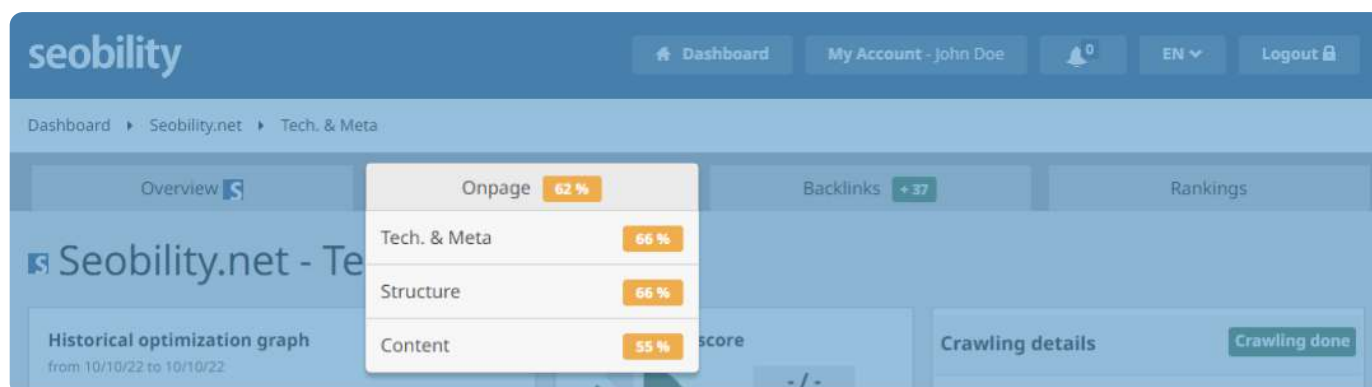 seobility
Dashboard
My Account - John Doe
0
EN
Logout
Dashboard Seobility.net Tech. & Meta
Overview S
Onpage 62 %
Backlinks + 37
Rankings
Tech. & Meta 66 %
S Seobility.net - Te
Structure 66 %
Historical optimization graph
from 10/10/22 to 10/10/22
Content 55 %
score
- / -
Crawling details
Crawling done